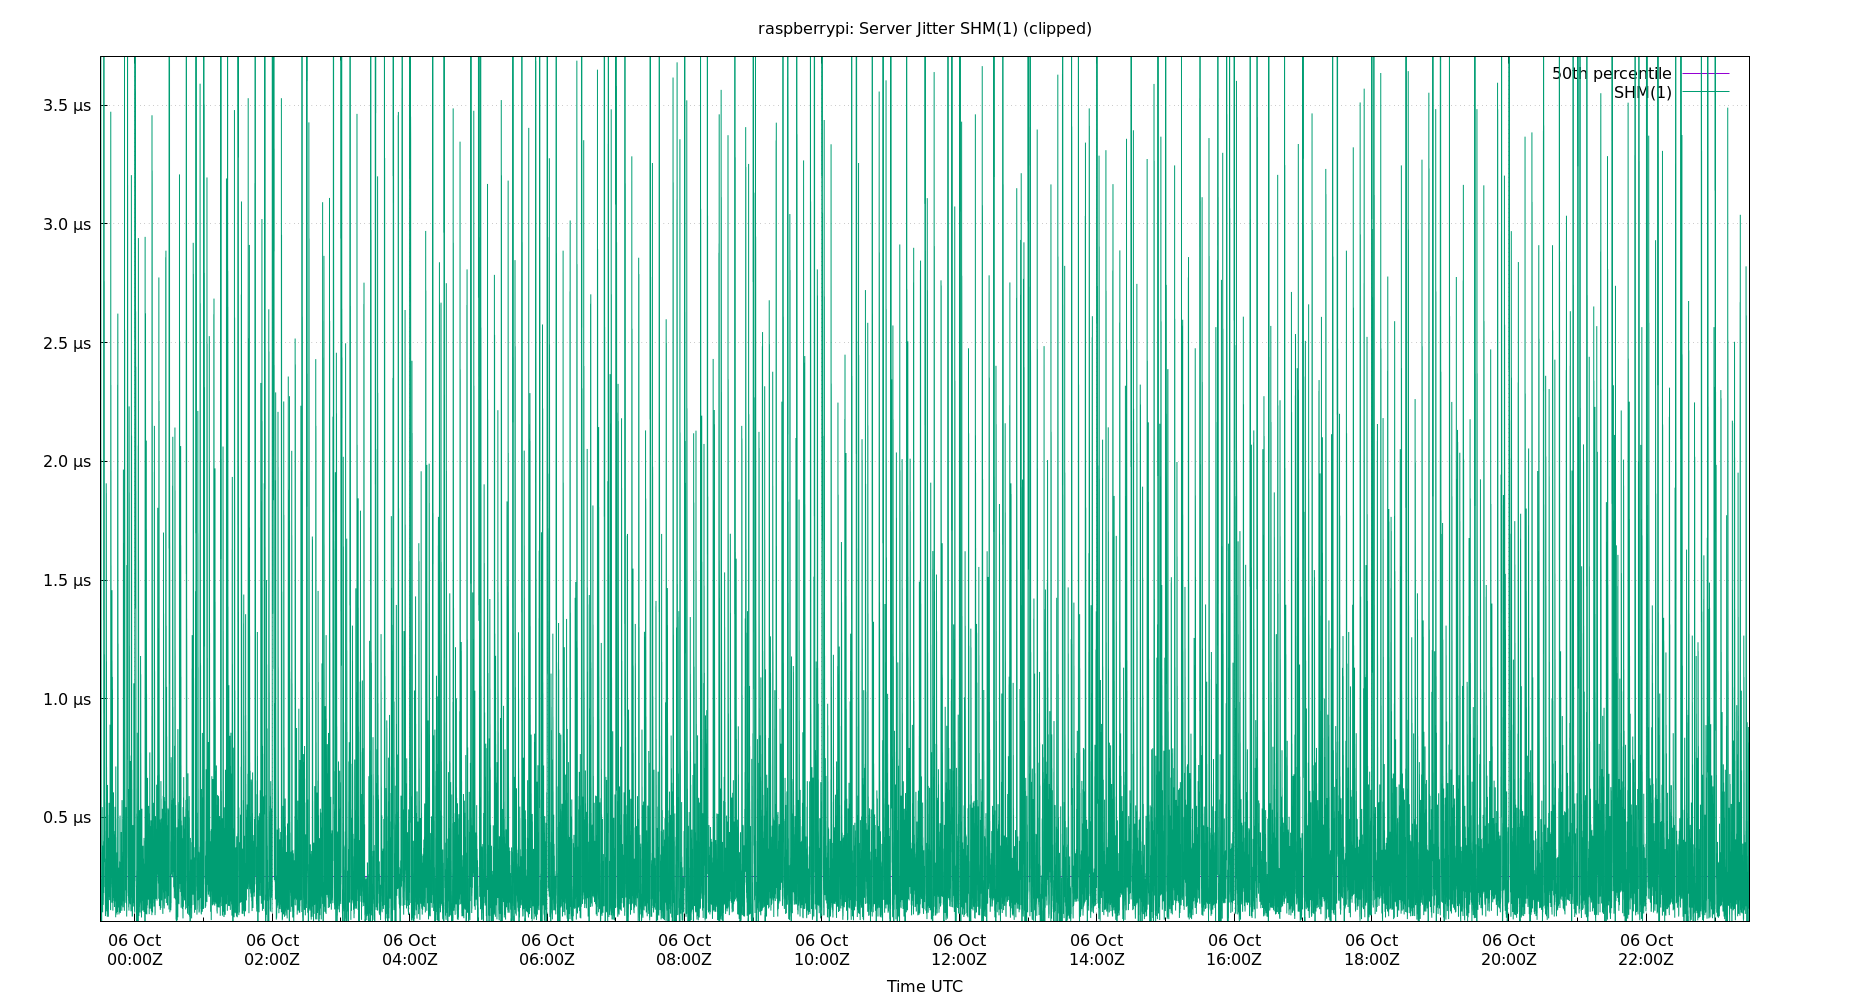 raspberrypi: Server Jitter SHM(1) (clipped)
50th percentile
SHM(1)
3.5 µs
3.0 µs
2.5 µs
2.0 µs
1.5 µs
1.0 µs
0.5 µs
06 Oct 06 Oct 06 Oct 06 Oct 06 Oct 06 Oct 06 Oct 06 Oct 06 Oct 06 Oct 06 Oct 06 Oct
00:00Z 02:00Z 04:00Z 06:00Z 08:00Z 10:00Z 12:00Z 14:00Z 16:00Z 18:00Z 20:00Z 22:00Z
Time UTC